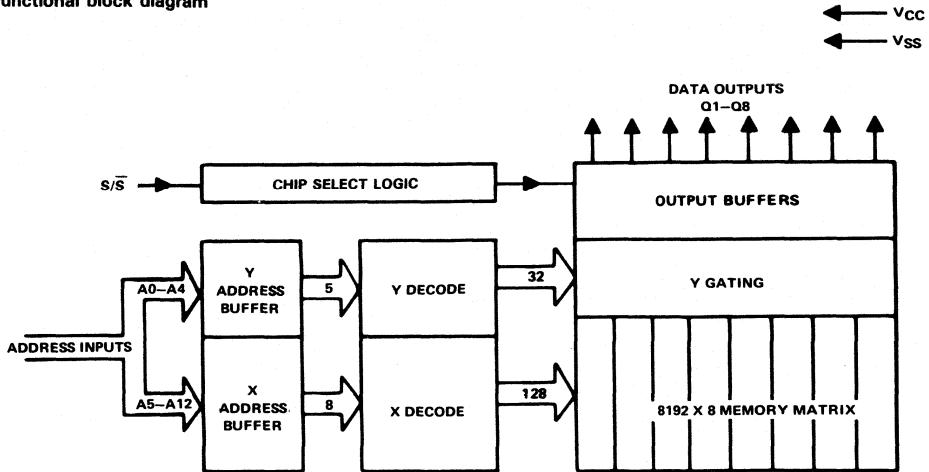 functional block diagram
VCC
VSS
DATA OUTPUTS
Q1–Q8
S/S̅
CHIP SELECT LOGIC
OUTPUT BUFFERS
A0–A4
Y
ADDRESS
BUFFER
5
Y DECODE
32
Y GATING
ADDRESS INPUTS
A5–A12
X
ADDRESS
BUFFER
8
X DECODE
128
8192 X 8 MEMORY MATRIX